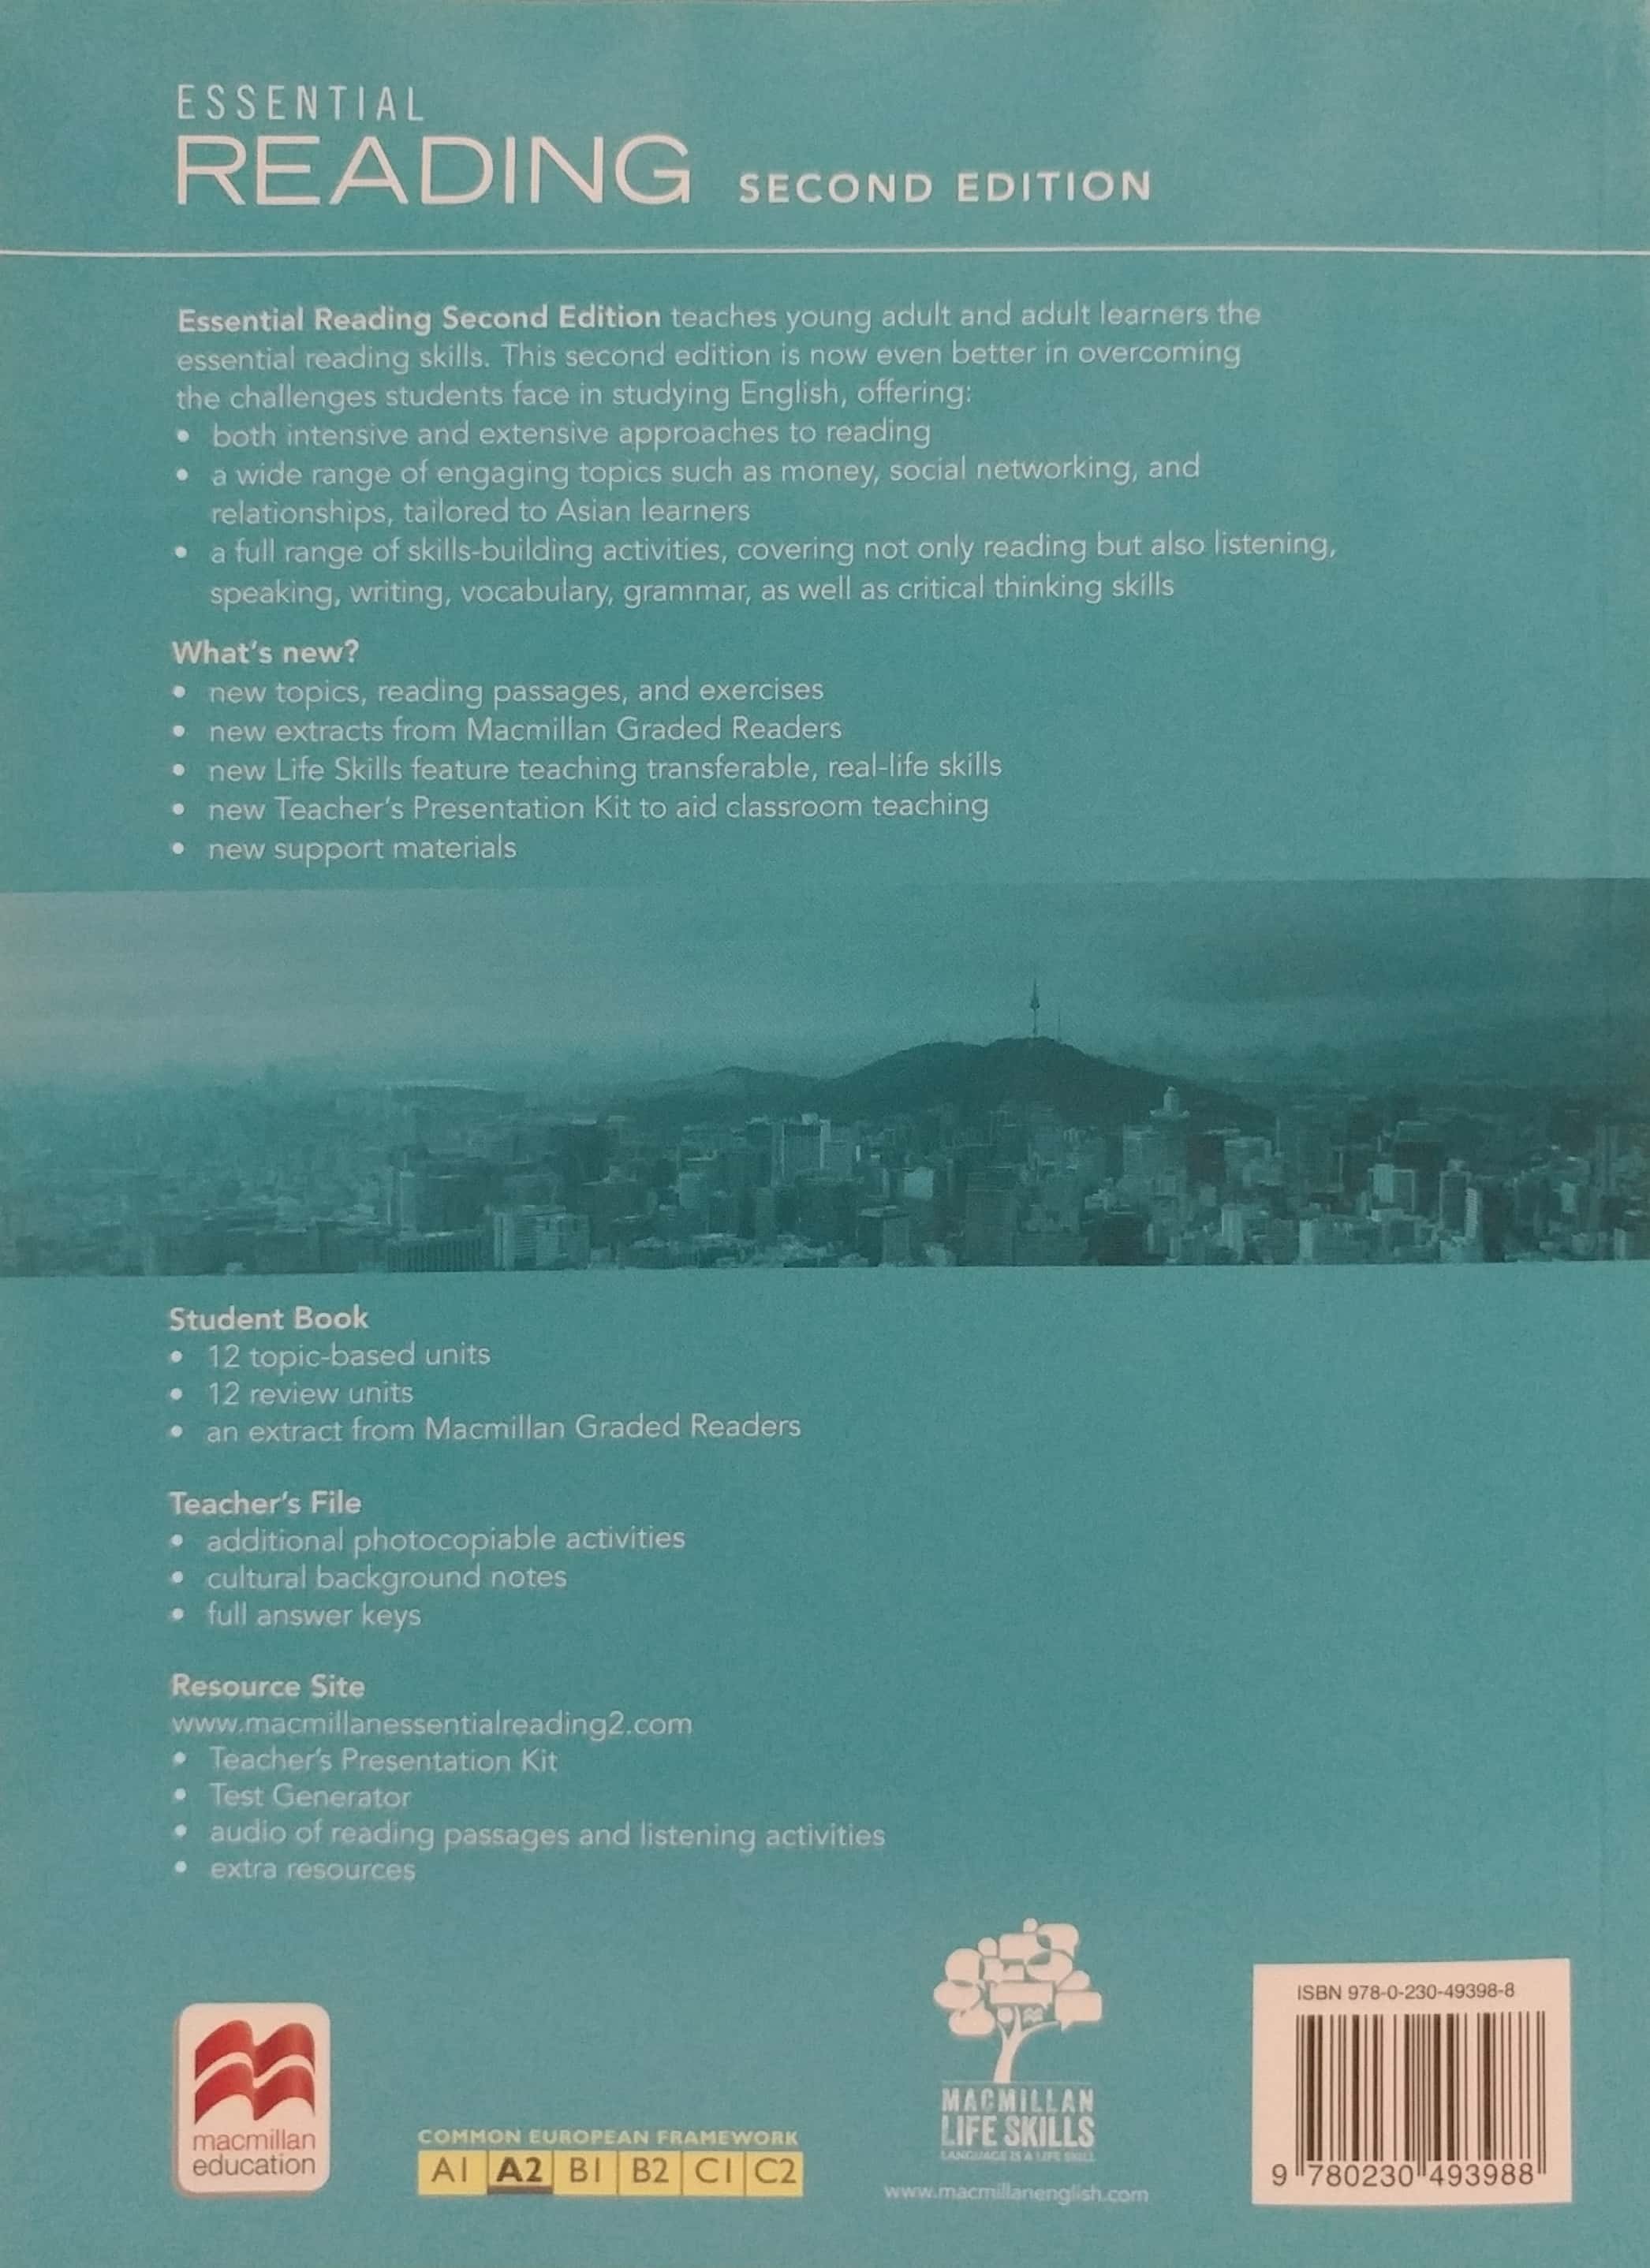 ESSENTIAL
READING SECOND EDITION
Essential Reading Second Edition teaches young adult and adult learners the
essential reading skills. This second edition is now even better in overcoming
the challenges students face in studying English, offering:
• both intensive and extensive approaches to reading
• a wide range of engaging topics such as money, social networking, and
relationships, tailored to Asian learners
• a full range of skills-building activities, covering not only reading but also listening,
speaking, writing, vocabulary, grammar, as well as critical thinking skills
What's new?
• new topics, reading passages, and exercises
• new extracts from Macmillan Graded Readers
• new Life Skills feature teaching transferable, real-life skills
• new Teacher's Presentation Kit to aid classroom teaching
• new support materials
Student Book
• 12 topic-based units
• 12 review units
• an extract from Macmillan Graded Readers
Teacher's File
• additional photocopiable activities
• cultural background notes
• full answer keys
Resource Site
www.macmillanessentialreading2.com
• Teacher's Presentation Kit
• Test Generator
• audio of reading passages and listening activities
• extra resources
macmillan
education
COMMON EUROPEAN FRAMEWORK
A1 A2 B1 B2 C1 C2
MACMILLAN
LIFE SKILLS
LANGUAGE IS A LIFE SKILL
www.macmillanenglish.com
ISBN 978-0-230-49398-8
9 780230 493988